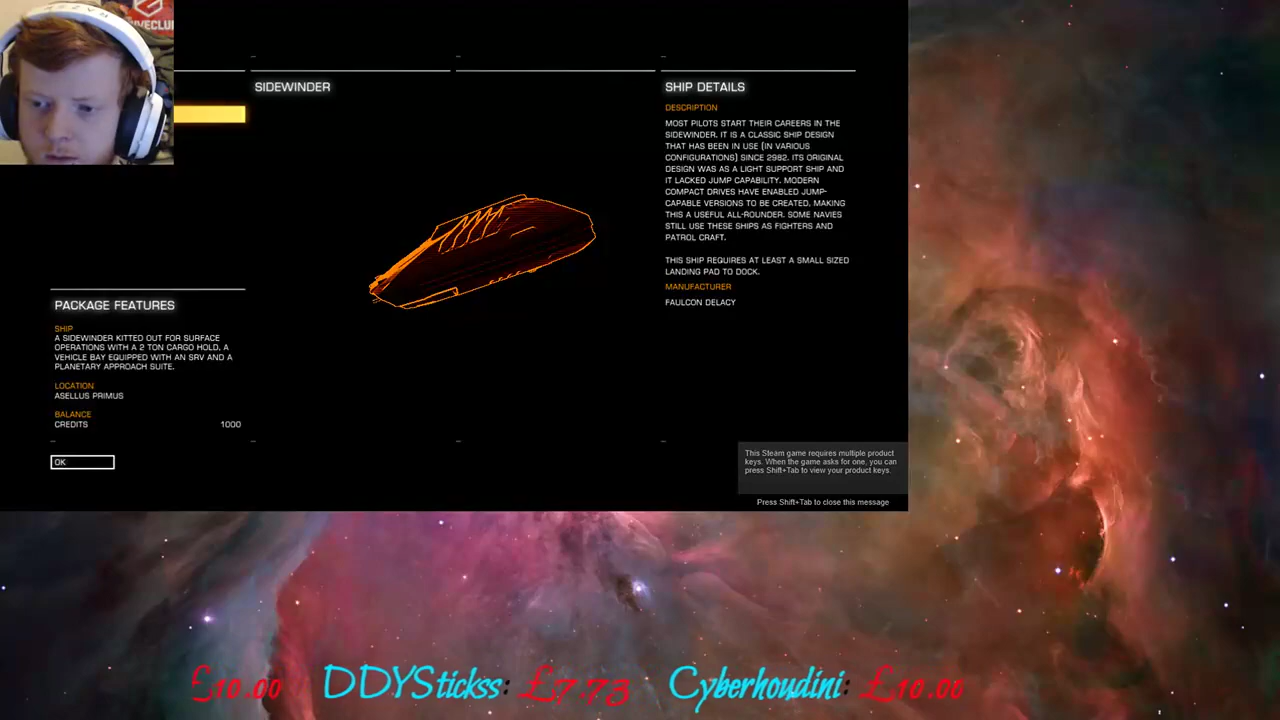 SIDEWINDER
SHIP DETAILS
DESCRIPTION
MOST PILOTS START THEIR CAREERS IN THE
SIDEWINDER. IT IS A CLASSIC SHIP DESIGN
THAT HAS BEEN IN USE (IN VARIOUS
CONFIGURATIONS) SINCE 2982. ITS ORIGINAL
DESIGN WAS AS A LIGHT SUPPORT SHIP AND
IT LACKED JUMP CAPABILITY. MODERN
COMPACT DRIVES HAVE ENABLED JUMP-
CAPABLE VERSIONS TO BE CREATED, MAKING
THIS A USEFUL ALL-ROUNDER. SOME NAVIES
STILL USE THESE SHIPS AS FIGHTERS AND
PATROL CRAFT.
THIS SHIP REQUIRES AT LEAST A SMALL SIZED
LANDING PAD TO DOCK.
MANUFACTURER
FAULCON DELACY
PACKAGE FEATURES
SHIP
A SIDEWINDER KITTED OUT FOR SURFACE
OPERATIONS WITH A 2 TON CARGO HOLD, A
VEHICLE BAY EQUIPPED WITH AN SRV AND A
PLANETARY APPROACH SUITE.
LOCATION
ASELLUS PRIMUS
BALANCE
CREDITS 1000
OK
This Steam game requires multiple product
keys. When the game asks for one, you can
press Shift+Tab to view your product keys.
Press Shift+Tab to close this message
£10.00 DDYStickss: £7.73 Cyberhoudini: £10.06